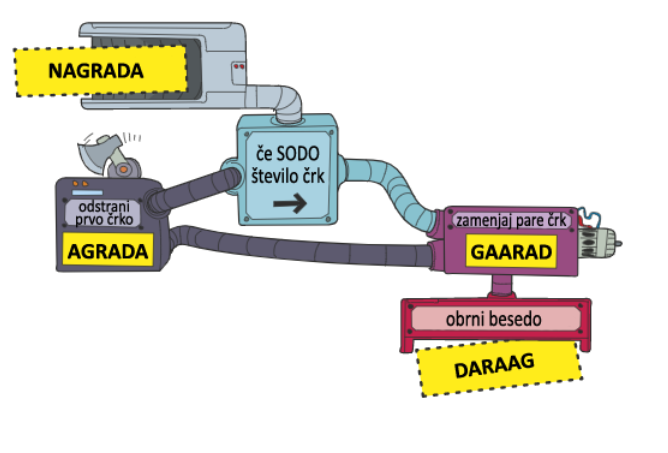 NAGRADA
če SODO
število črk
odstrani
prvo črko
AGRADA
zamenjaj pare črk
GAARAD
obrni besedo
DARAAG